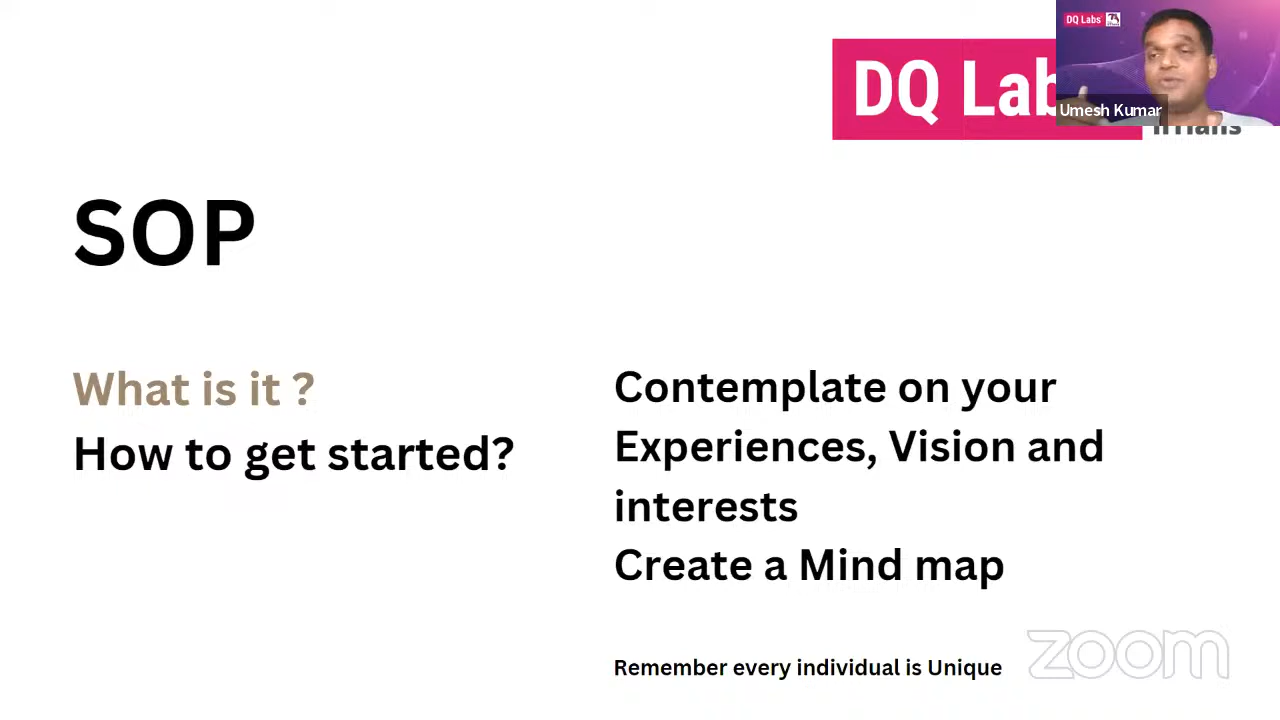 DQ Labs
DQ Lab
Umesh Kumar
SOP
What is it ?
How to get started?
Contemplate on your
Experiences, Vision and
interests
Create a Mind map
Remember every individual is Unique
zoom